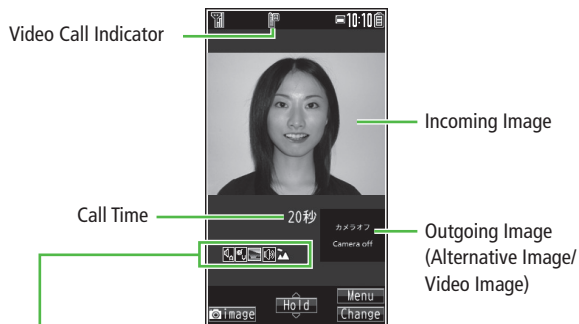 10:10
Video Call Indicator
Incoming Image
Call Time
20秒
カメラオフ
Camera off
Outgoing Image
(Alternative Image/
Video Image)
Menu
image
Hold
Change